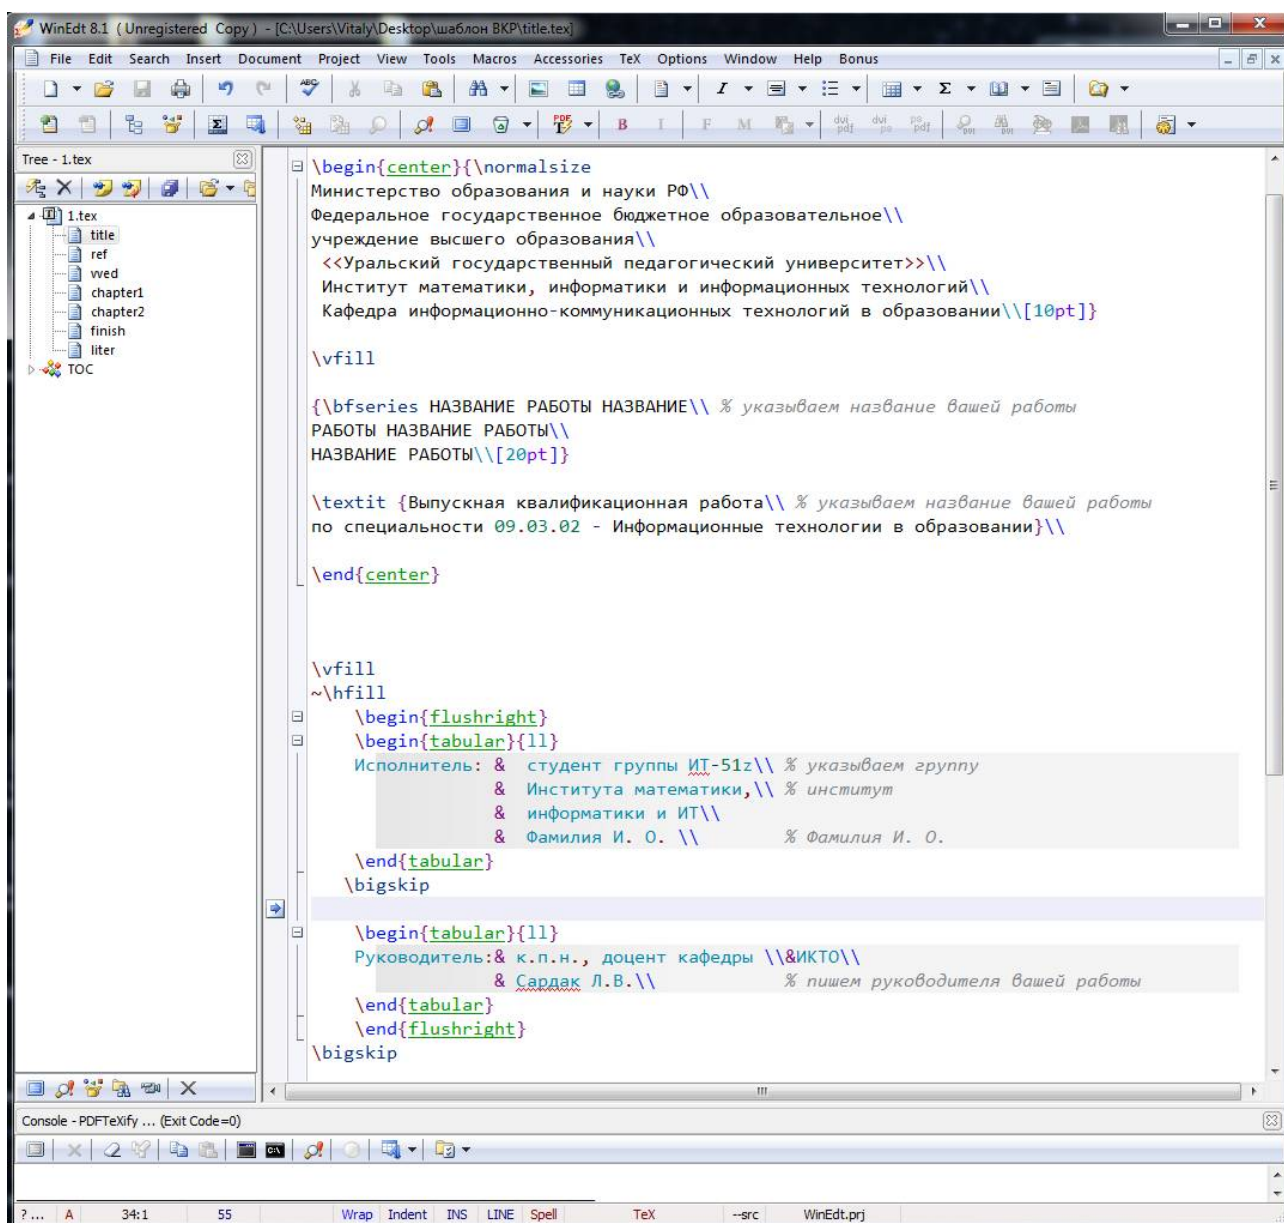 WinEdt 8.1 ( Unregistered Copy ) - [C:\Users\Vitaly\Desktop\шаблон ВКР\title.tex]
File Edit Search Insert Document Project View Tools Macros Accessories TeX Options Window Help Bonus
Tree - 1.tex
1.tex
title
ref
vved
chapter1
chapter2
finish
liter
TOC
\begin{center}{\normalsize
Министерство образования и науки РФ\\
Федеральное государственное бюджетное образовательное\\
учреждение высшего образования\\
<<Уральский государственный педагогический университет>>\\
Институт математики, информатики и информационных технологий\\
Кафедра информационно-коммуникационных технологий в образовании\\[10pt]}
\vfill
{\bfseries НАЗВАНИЕ РАБОТЫ НАЗВАНИЕ\\ % указываем название вашей работы
РАБОТЫ НАЗВАНИЕ РАБОТЫ\\
НАЗВАНИЕ РАБОТЫ\\[20pt]}
\textit {Выпускная квалификационная работа\\ % указываем название вашей работы
по специальности 09.03.02 - Информационные технологии в образовании}\\
\end{center}
\vfill
~\hfill
\begin{flushright}
\begin{tabular}{ll}
Исполнитель: & студент группы ИТ-51z\\ % указываем группу
& Института математики,\\ % институт
& информатики и ИТ\\
& Фамилия И. О. \\ % Фамилия И. О.
\end{tabular}
\bigskip
\begin{tabular}{ll}
Руководитель:& к.п.н., доцент кафедры \\&ИКТО\\
& Сардак Л.В.\\ % пишем руководителя вашей работы
\end{tabular}
\end{flushright}
\bigskip
Console - PDFTeXify ... (Exit Code=0)
? ... A 34:1 55 Wrap Indent INS LINE Spell TeX --src WinEdt.prj